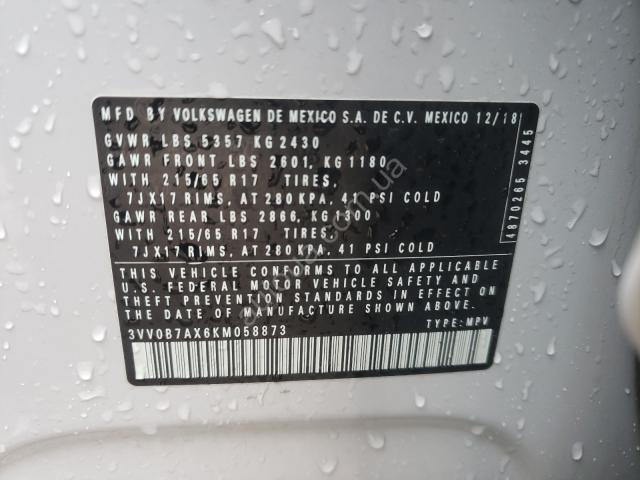 MFD BY VOLKSWAGEN DE MEXICO S.A. DE C.V. MEXICO 12/18
GVWR LBS 5357 KG 2430
GAWR FRONT LBS 2601, KG 1180
WITH 215/65 R17 TIRES,
7JX17 RIMS, AT 280 KPA, 41 PSI COLD
GAWR REAR LBS 2866, KG 1300
WITH 215/65 R17 TIRES,
7JX17 RIMS, AT 280 KPA, 41 PSI COLD
THIS VEHICLE CONFORMS TO ALL APPLICABLE
U.S. FEDERAL MOTOR VEHICLE SAFETY AND
THEFT PREVENTION STANDARDS IN EFFECT ON
THE DATE OF MANUFACTURE SHOWN ABOVE.
3VV0B7AX6KM058873 TYPE: MPV
4870265 3445